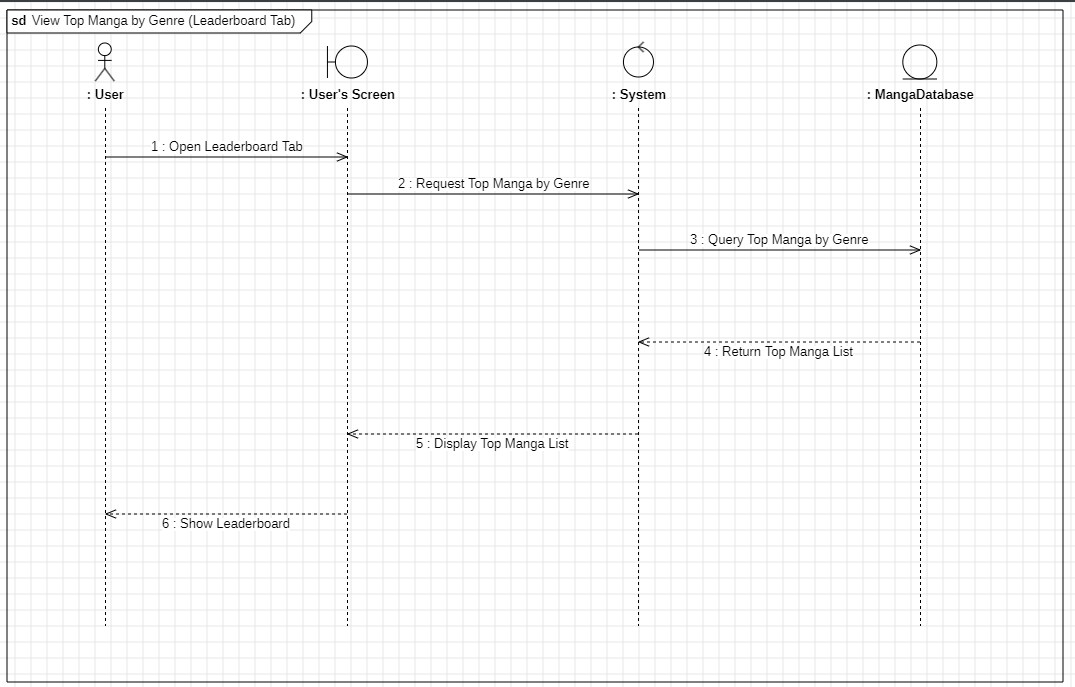 sd View Top Manga by Genre (Leaderboard Tab)
: User
: User's Screen
: System
: MangaDatabase
1 : Open Leaderboard Tab
2 : Request Top Manga by Genre
3 : Query Top Manga by Genre
4 : Return Top Manga List
5 : Display Top Manga List
6 : Show Leaderboard